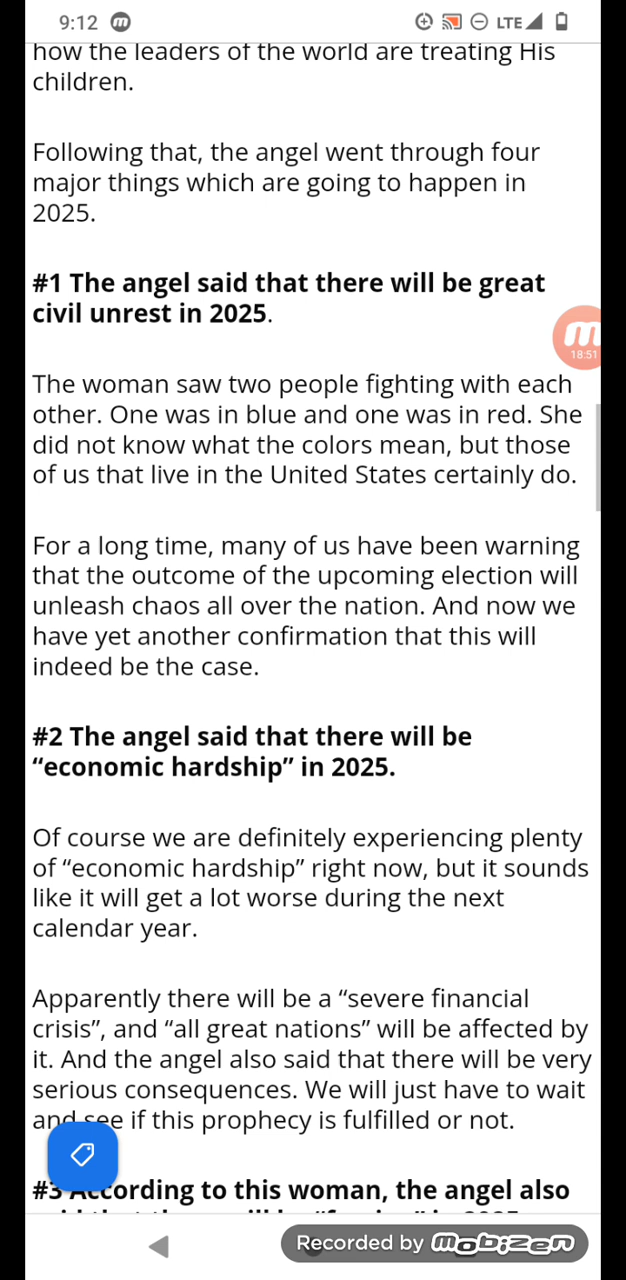 9:12 m LTE
how the leaders of the world are treating His
children.
Following that, the angel went through four
major things which are going to happen in
2025.
#1 The angel said that there will be great
civil unrest in 2025.
m
18:51
The woman saw two people fighting with each
other. One was in blue and one was in red. She
did not know what the colors mean, but those
of us that live in the United States certainly do.
For a long time, many of us have been warning
that the outcome of the upcoming election will
unleash chaos all over the nation. And now we
have yet another confirmation that this will
indeed be the case.
#2 The angel said that there will be
“economic hardship” in 2025.
Of course we are definitely experiencing plenty
of “economic hardship” right now, but it sounds
like it will get a lot worse during the next
calendar year.
Apparently there will be a “severe financial
crisis”, and “all great nations” will be affected by
it. And the angel also said that there will be very
serious consequences. We will just have to wait
and see if this prophecy is fulfilled or not.
#3 According to this woman, the angel also
Recorded by mobizen